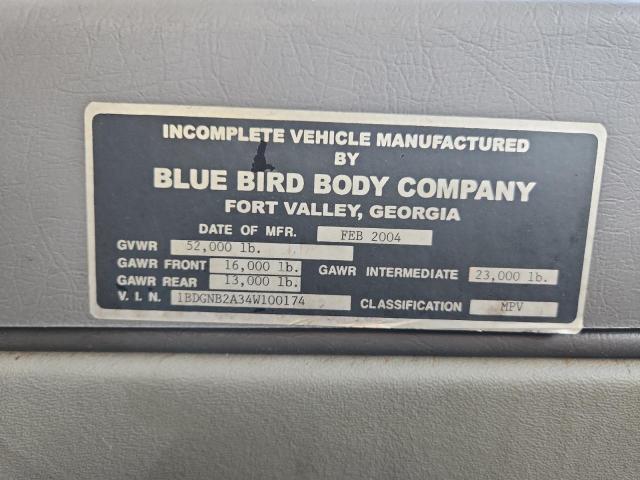 INCOMPLETE VEHICLE MANUFACTURED
BY
BLUE BIRD BODY COMPANY
FORT VALLEY, GEORGIA
DATE OF MFR. FEB 2004
GVWR 52,000 lb.
GAWR FRONT 16,000 lb. GAWR INTERMEDIATE 23,000 lb.
GAWR REAR 13,000 lb.
V. I. N. 1BDGNB2A34W100174 CLASSIFICATION MPV